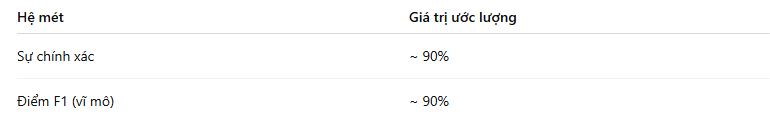 Hệ mét Giá trị ước lượng
Sự chính xác ~ 90%
Điểm F1 (vĩ mô) ~ 90%